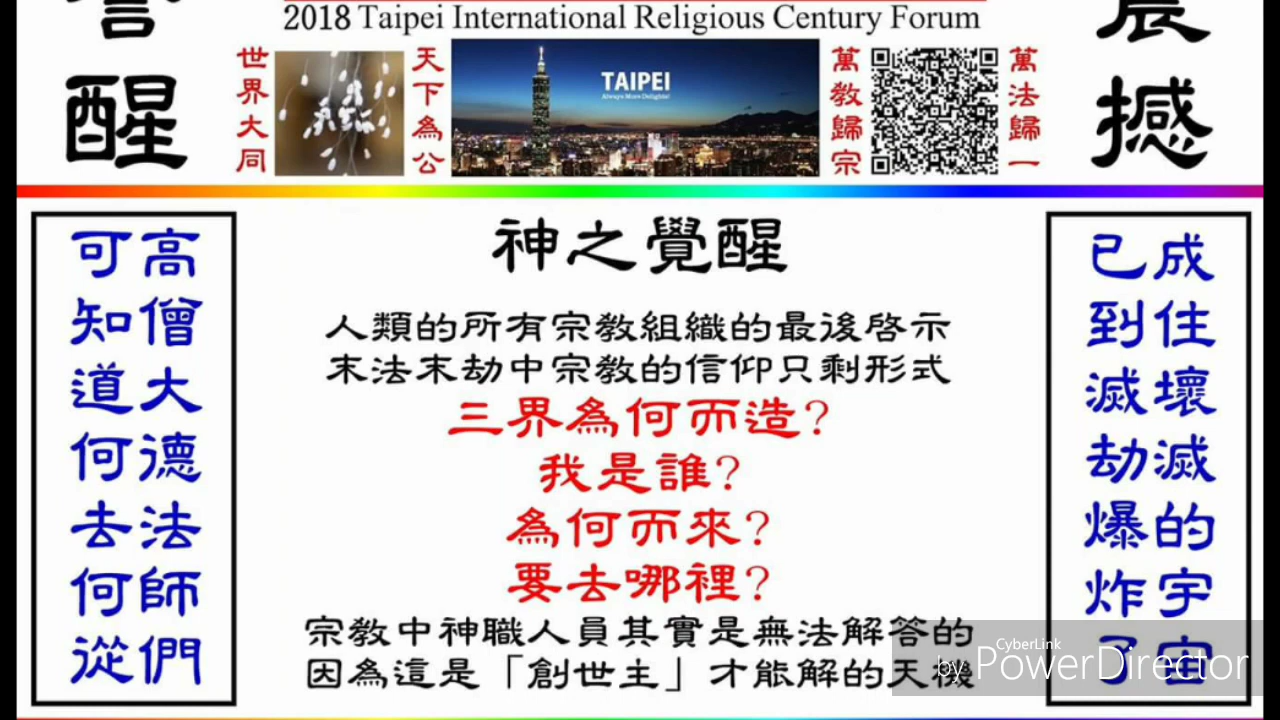 2018 Taipei International Religious Century Forum
醒
撼
世界大同
天下為公
TAIPEI
Always More Delightful!
萬教歸宗
萬法歸一
高僧大德法師們
可知道何去何從
神之覺醒
人類的所有宗教組織的最後啓示
末法末劫中宗教的信仰只剩形式
三界為何而造?
我是誰?
為何而來?
要去哪裡?
宗教中神職人員其實是無法解答的
因為這是「創世主」才能解的天機
成住壞滅的宇宙
已到滅劫爆炸了
CyberLink
by PowerDirector